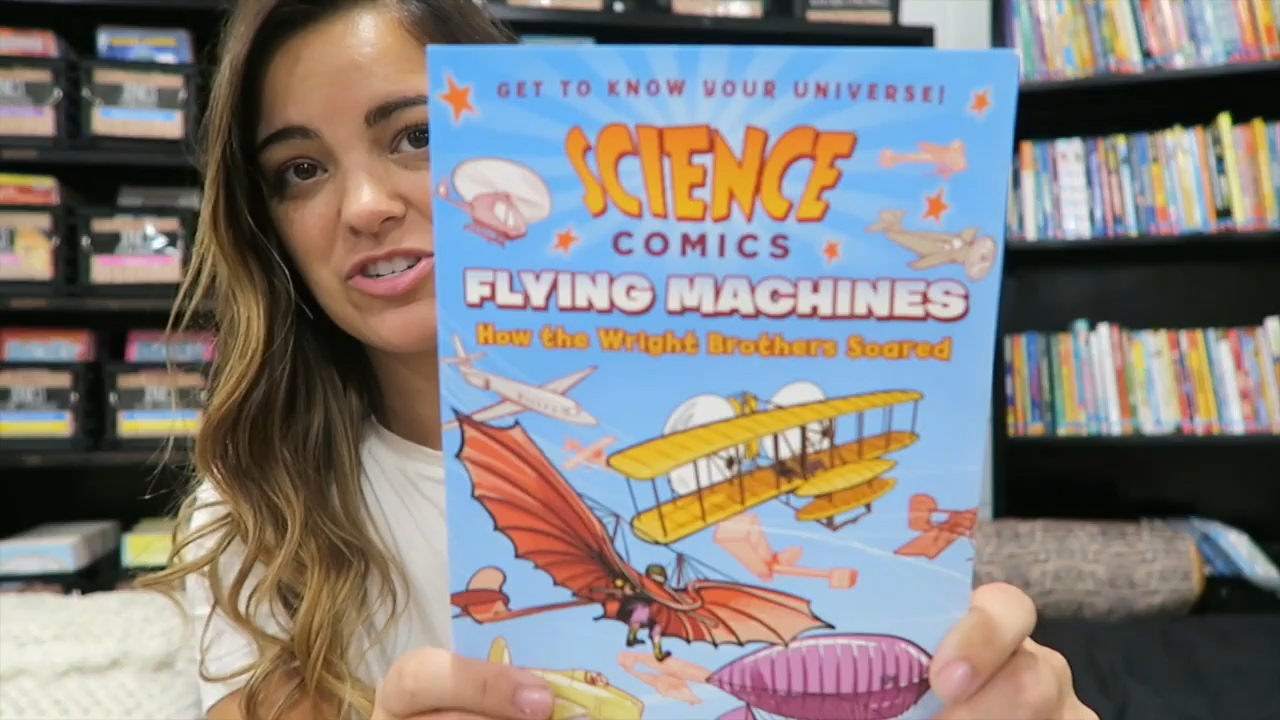 GET TO KNOW YOUR UNIVERSE!
SCIENCE
COMICS
FLYING MACHINES
How the Wright Brothers Soared